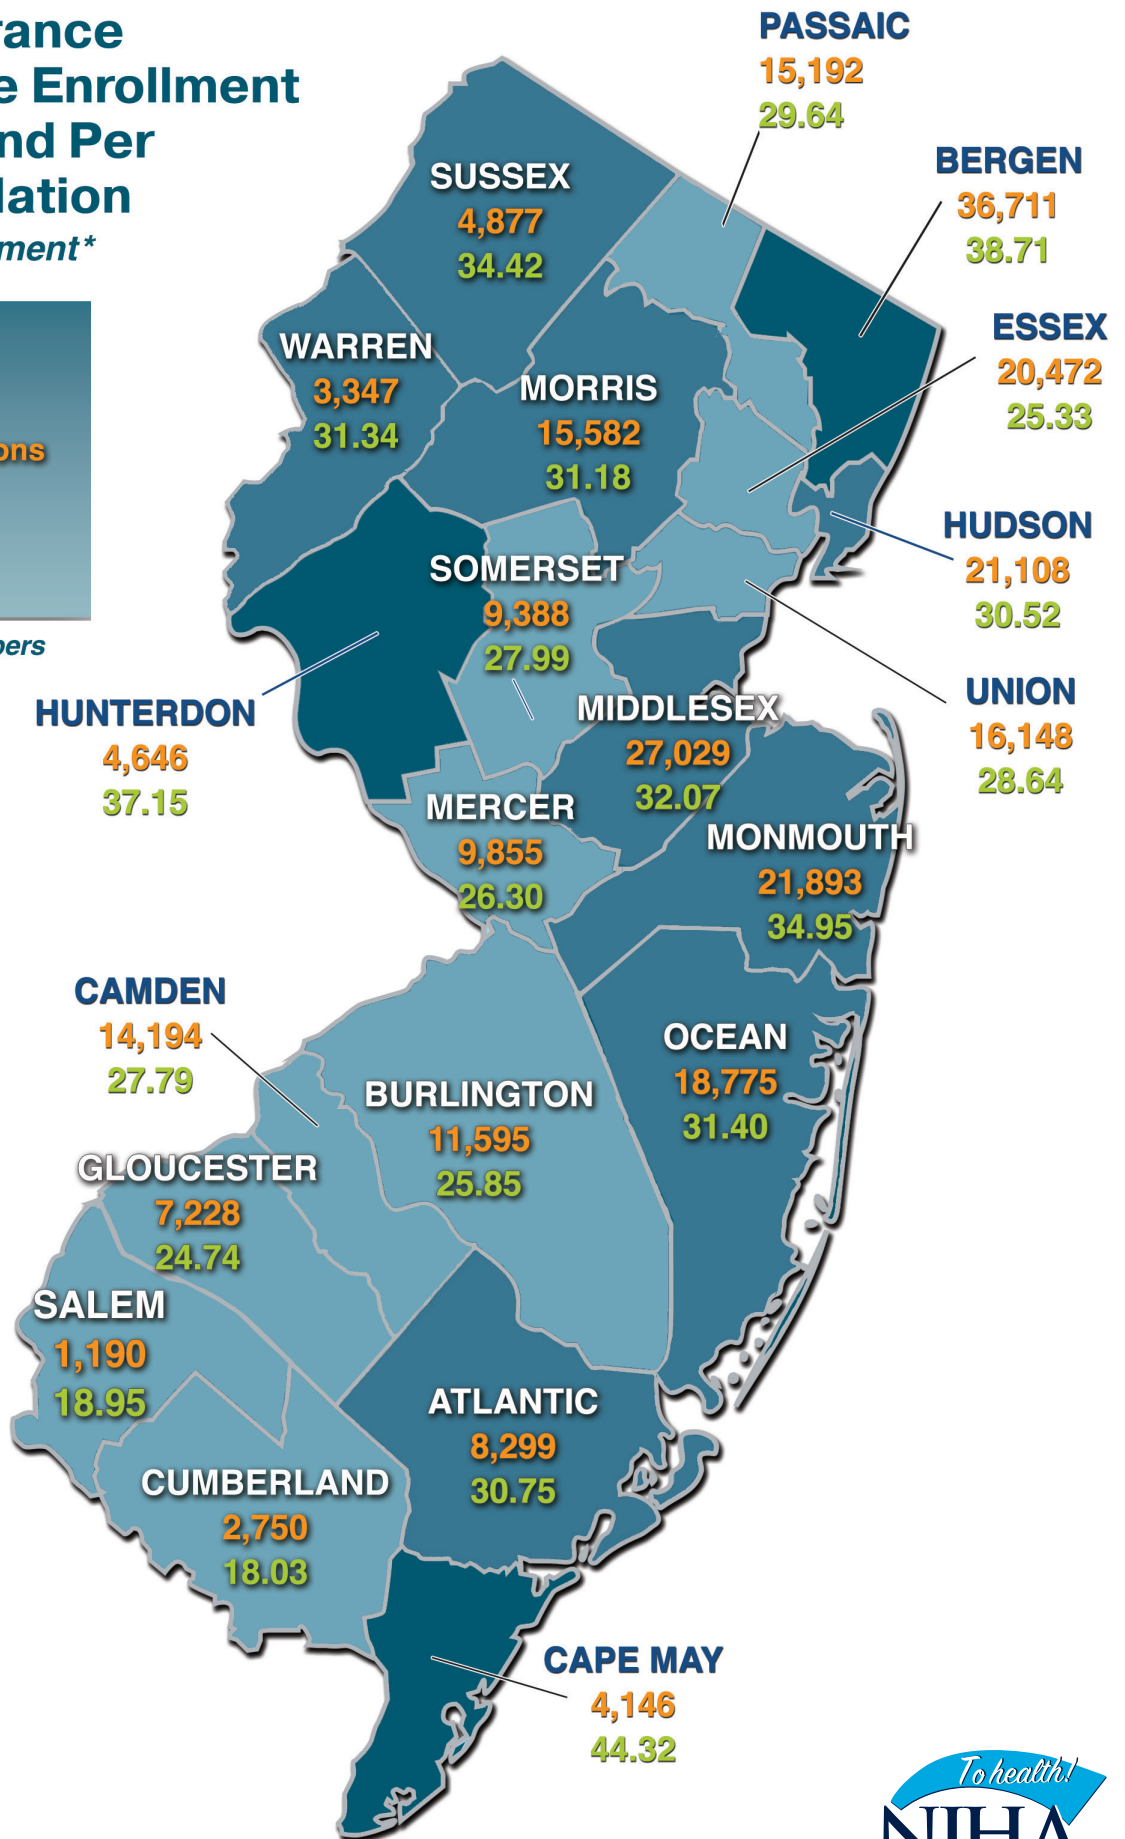 rance
e Enrollment
nd Per
lation
ment*
ons
bers
PASSAIC
15,192
29.64
BERGEN
36,711
38.71
SUSSEX
4,877
34.42
ESSEX
20,472
25.33
WARREN
3,347
31.34
MORRIS
15,582
31.18
HUDSON
21,108
30.52
SOMERSET
9,388
27.99
HUNTERDON
4,646
37.15
MIDDLESEX
27,029
32.07
UNION
16,148
28.64
MERCER
9,855
26.30
MONMOUTH
21,893
34.95
CAMDEN
14,194
27.79
OCEAN
18,775
31.40
BURLINGTON
11,595
25.85
GLOUCESTER
7,228
24.74
SALEM
1,190
18.95
ATLANTIC
8,299
30.75
CUMBERLAND
2,750
18.03
CAPE MAY
4,146
44.32
To health!
NJHA